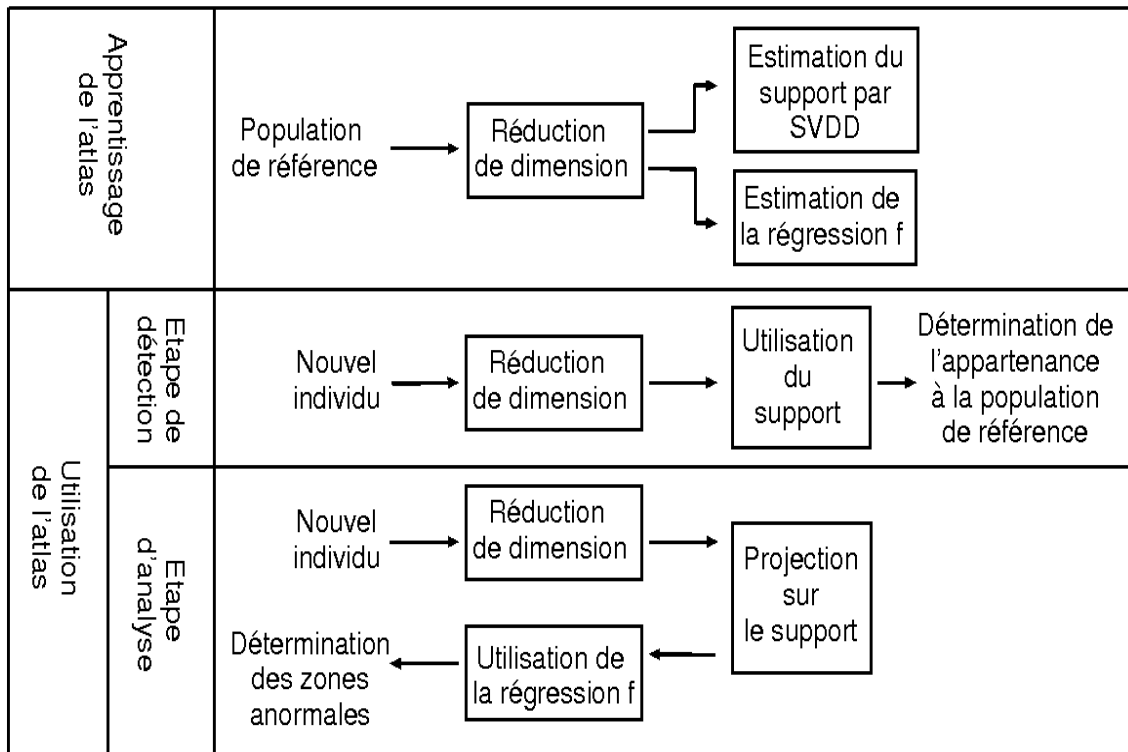 Apprentissage
de l'atlas
Population
de référence
Réduction
de dimension
Estimation du
support par
SVDD
Estimation de
la régression f
Utilisation
de l'atlas
Etape de
détection
Nouvel
individu
Réduction
de dimension
Utilisation
du
support
Détermination de
l'appartenance
à la population
de référence
Etape
d'analyse
Nouvel
individu
Réduction
de dimension
Projection
sur
le support
Utilisation de
la régression f
Détermination
des zones
anormales